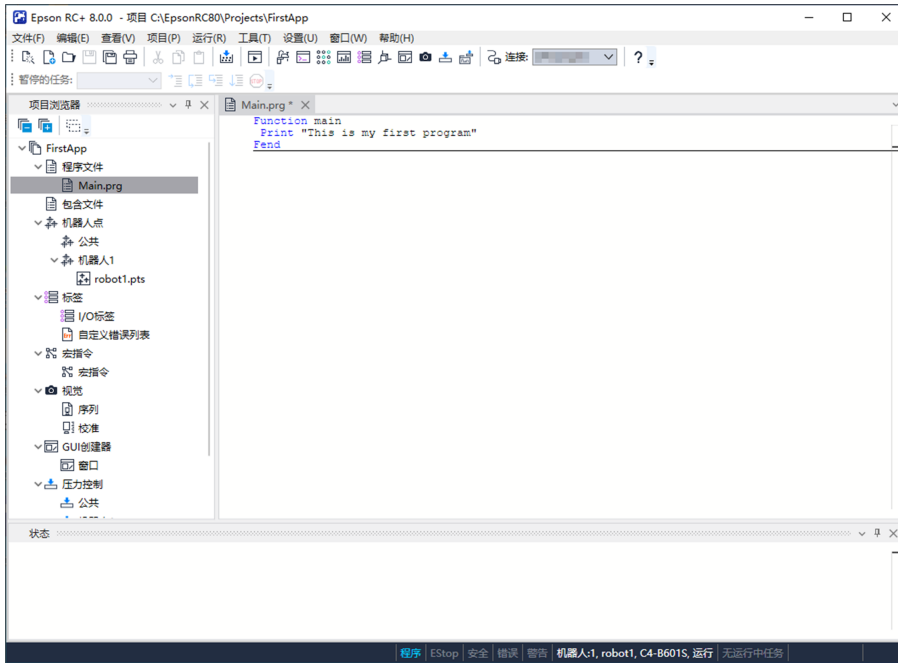 Epson RC+ 8.0.0 - 项目 C:\EpsonRC80\Projects\FirstApp
文件(F) 编辑(E) 查看(V) 项目(P) 运行(R) 工具(T) 设置(U) 窗口(W) 帮助(H)
连接:
暂停的任务:
项目浏览器
Main.prg *
Function main
Print "This is my first program"
Fend
FirstApp
程序文件
Main.prg
包含文件
机器人点
公共
机器人1
robot1.pts
标签
I/O标签
自定义错误列表
宏指令
宏指令
视觉
序列
校准
GUI创建器
窗口
压力控制
公共
状态
程序 EStop 安全 错误 警告 机器人:1, robot1, C4-B601S, 运行 无运行中任务